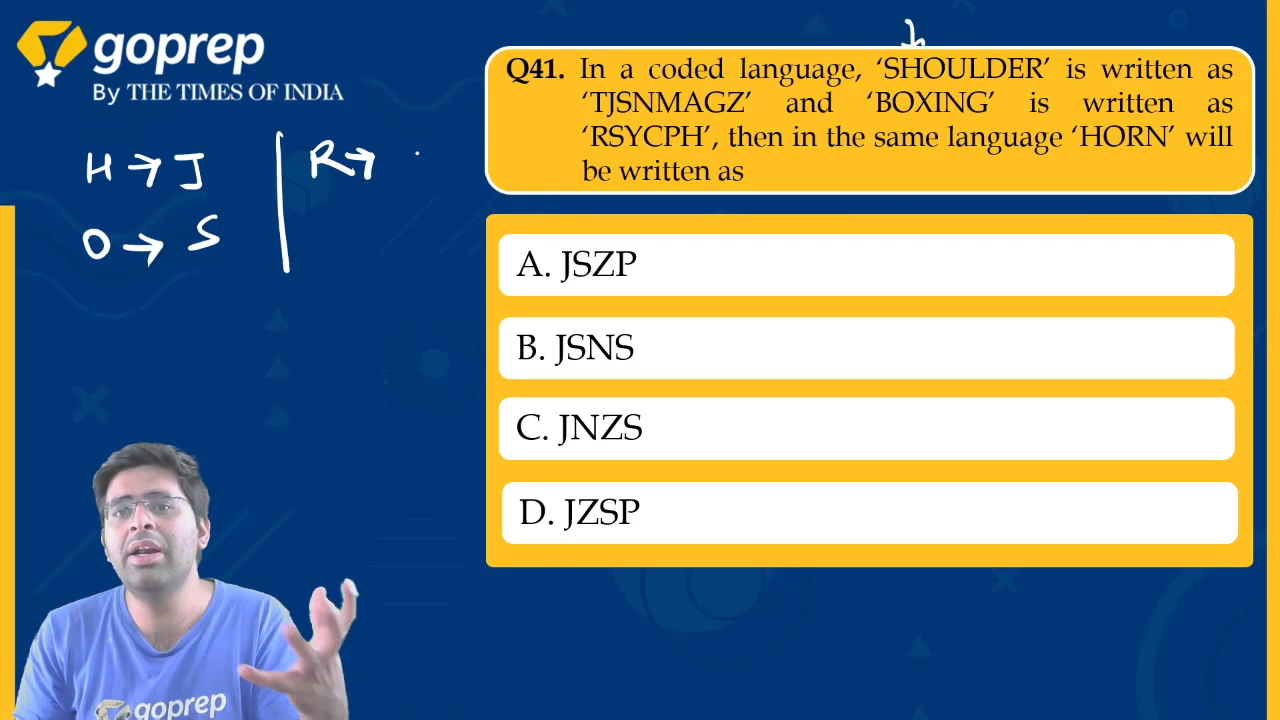 goprep
By THE TIMES OF INDIA
H → J
O → S
R →
Q41. In a coded language, ‘SHOULDER’ is written as
‘TJSNMAGZ’ and ‘BOXING’ is written as
‘RSYCPH’, then in the same language ‘HORN’ will
be written as
A. JSZP
B. JSNS
C. JNZS
D. JZSP
goprep